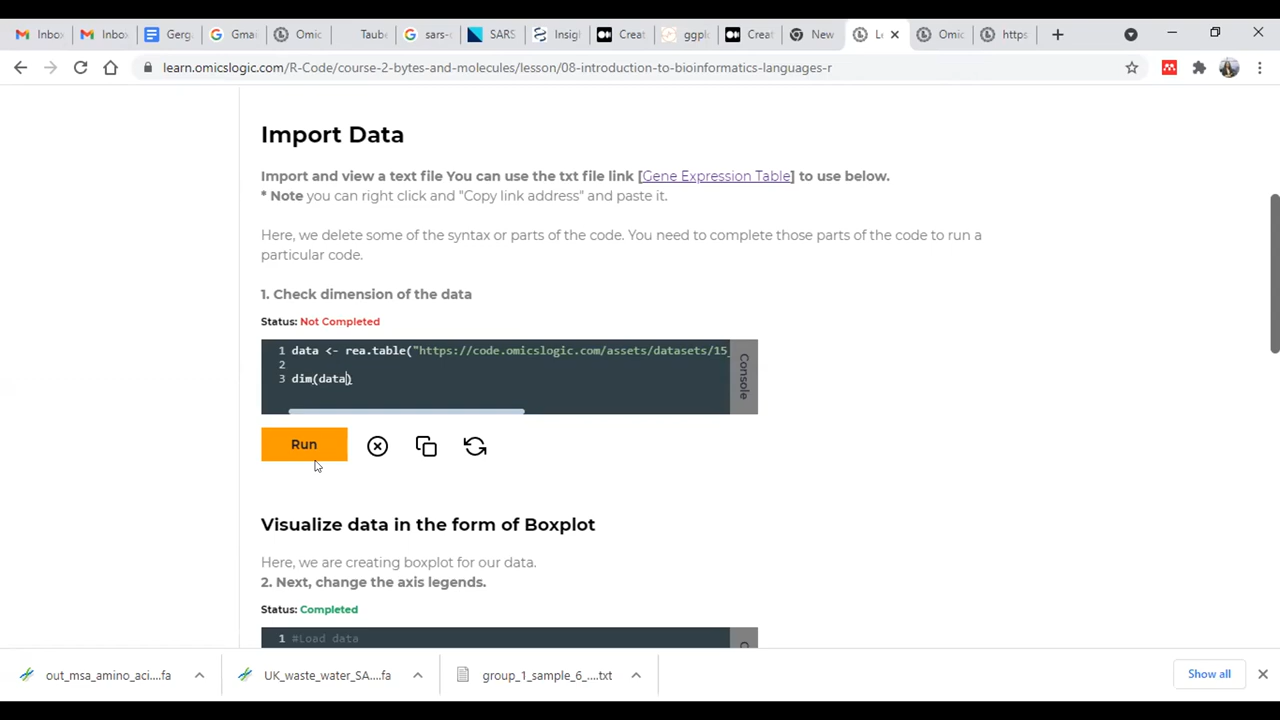 Inbo
Inbo
Gerg
Gmai
Omic
Taube
sars-
SARS
Insig
Creat
ggpl
Creat
New
Le
Omic
https
learn.omicslogic.com/R-Code/course-2-bytes-and-molecules/lesson/08-introduction-to-bioinformatics-languages-r
Import Data
Import and view a text file You can use the txt file link [Gene Expression Table] to use below.
* Note you can right click and "Copy link address" and paste it.
Here, we delete some of the syntax or parts of the code. You need to complete those parts of the code to run a
particular code.
1. Check dimension of the data
Status: Not Completed
1 data <- rea.table("https://code.omicslogic.com/assets/datasets/15_
2
3 dim(data)
Console
Run
Visualize data in the form of Boxplot
Here, we are creating boxplot for our data.
2. Next, change the axis legends.
Status: Completed
1 #Load data
out_msa_amino_aci....fa
UK_waste_water_SA....fa
group_1_sample_6_....txt
Show all